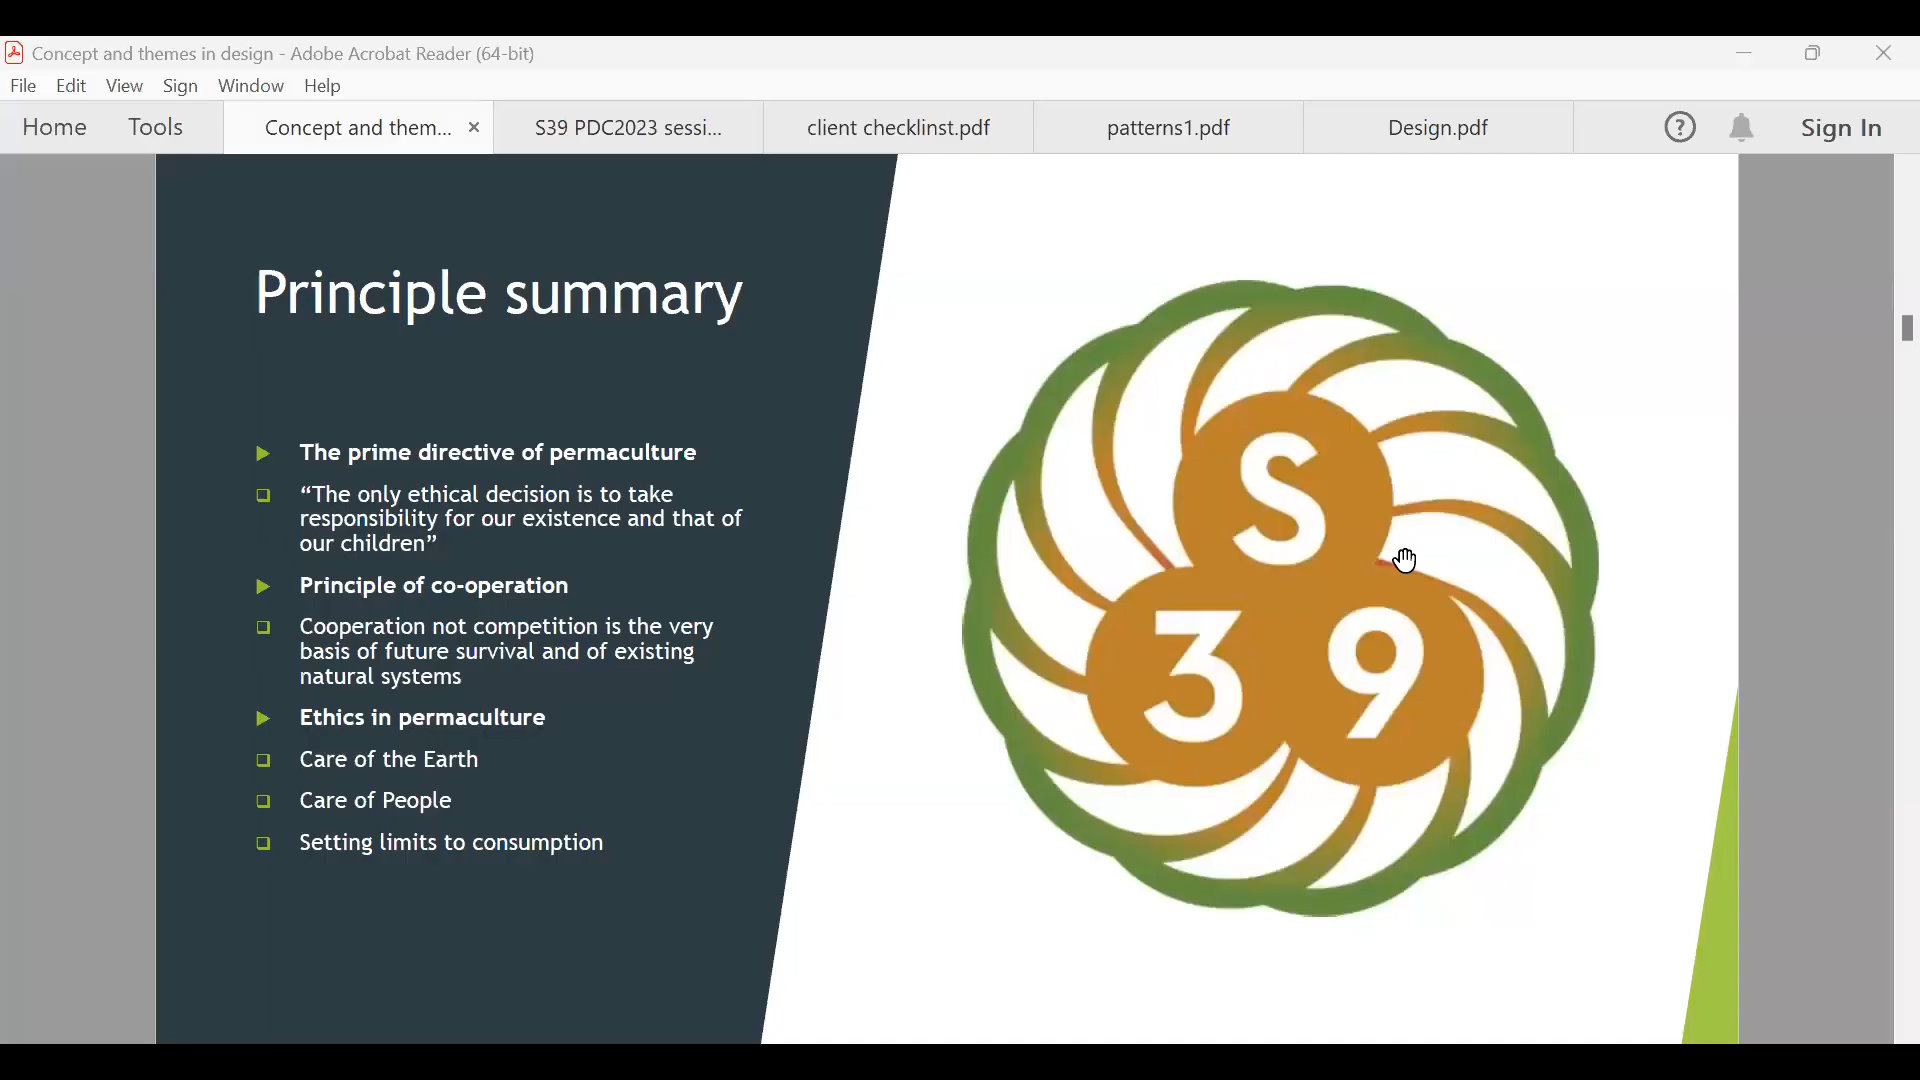 Concept and themes in design - Adobe Acrobat Reader (64-bit)
File Edit View Sign Window Help
Home Tools Concept and them... S39 PDC2023 sessi... client checklinst.pdf patterns1.pdf Design.pdf Sign In
Principle summary
The prime directive of permaculture
“The only ethical decision is to take
responsibility for our existence and that of
our children”
Principle of co-operation
Cooperation not competition is the very
basis of future survival and of existing
natural systems
Ethics in permaculture
Care of the Earth
Care of People
Setting limits to consumption
S
3 9